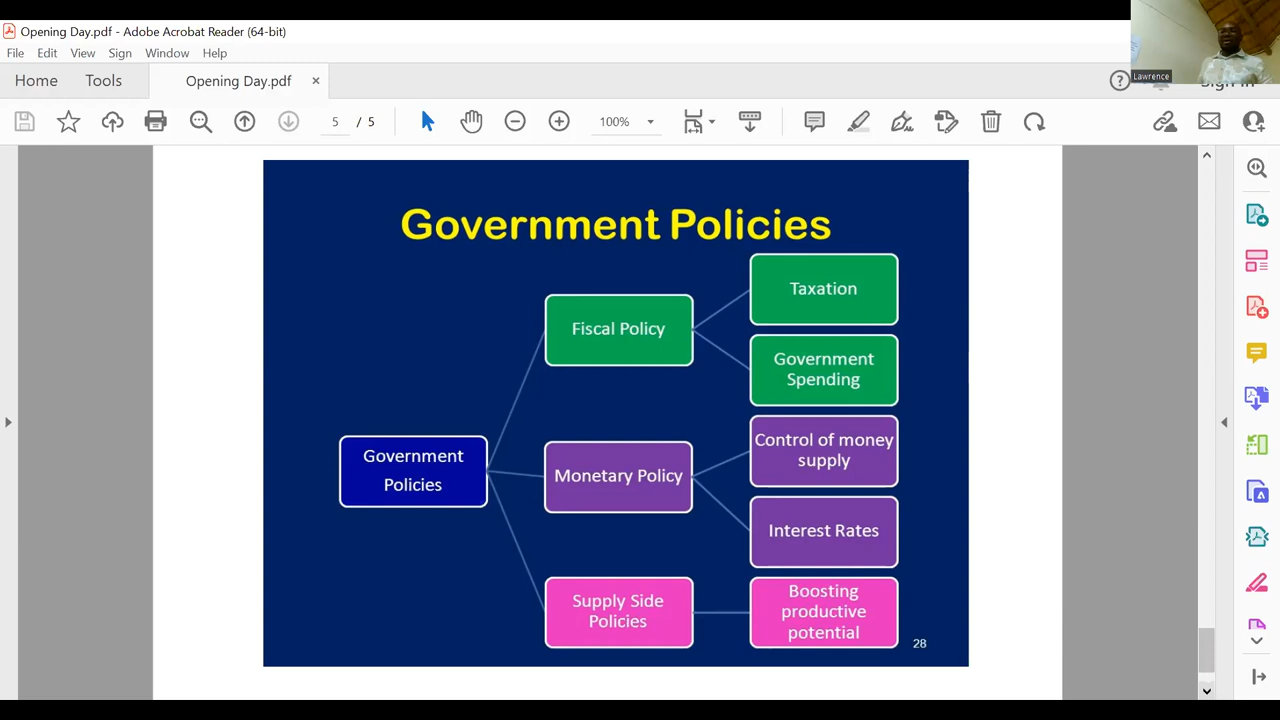 Opening Day.pdf - Adobe Acrobat Reader (64-bit)
File Edit View Sign Window Help
Home Tools Opening Day.pdf ×
Lawrence
5 / 5 100%
Government Policies
Taxation
Fiscal Policy
Government
Spending
Control of money
supply
Government
Policies
Monetary Policy
Interest Rates
Supply Side
Policies
Boosting
productive
potential
28